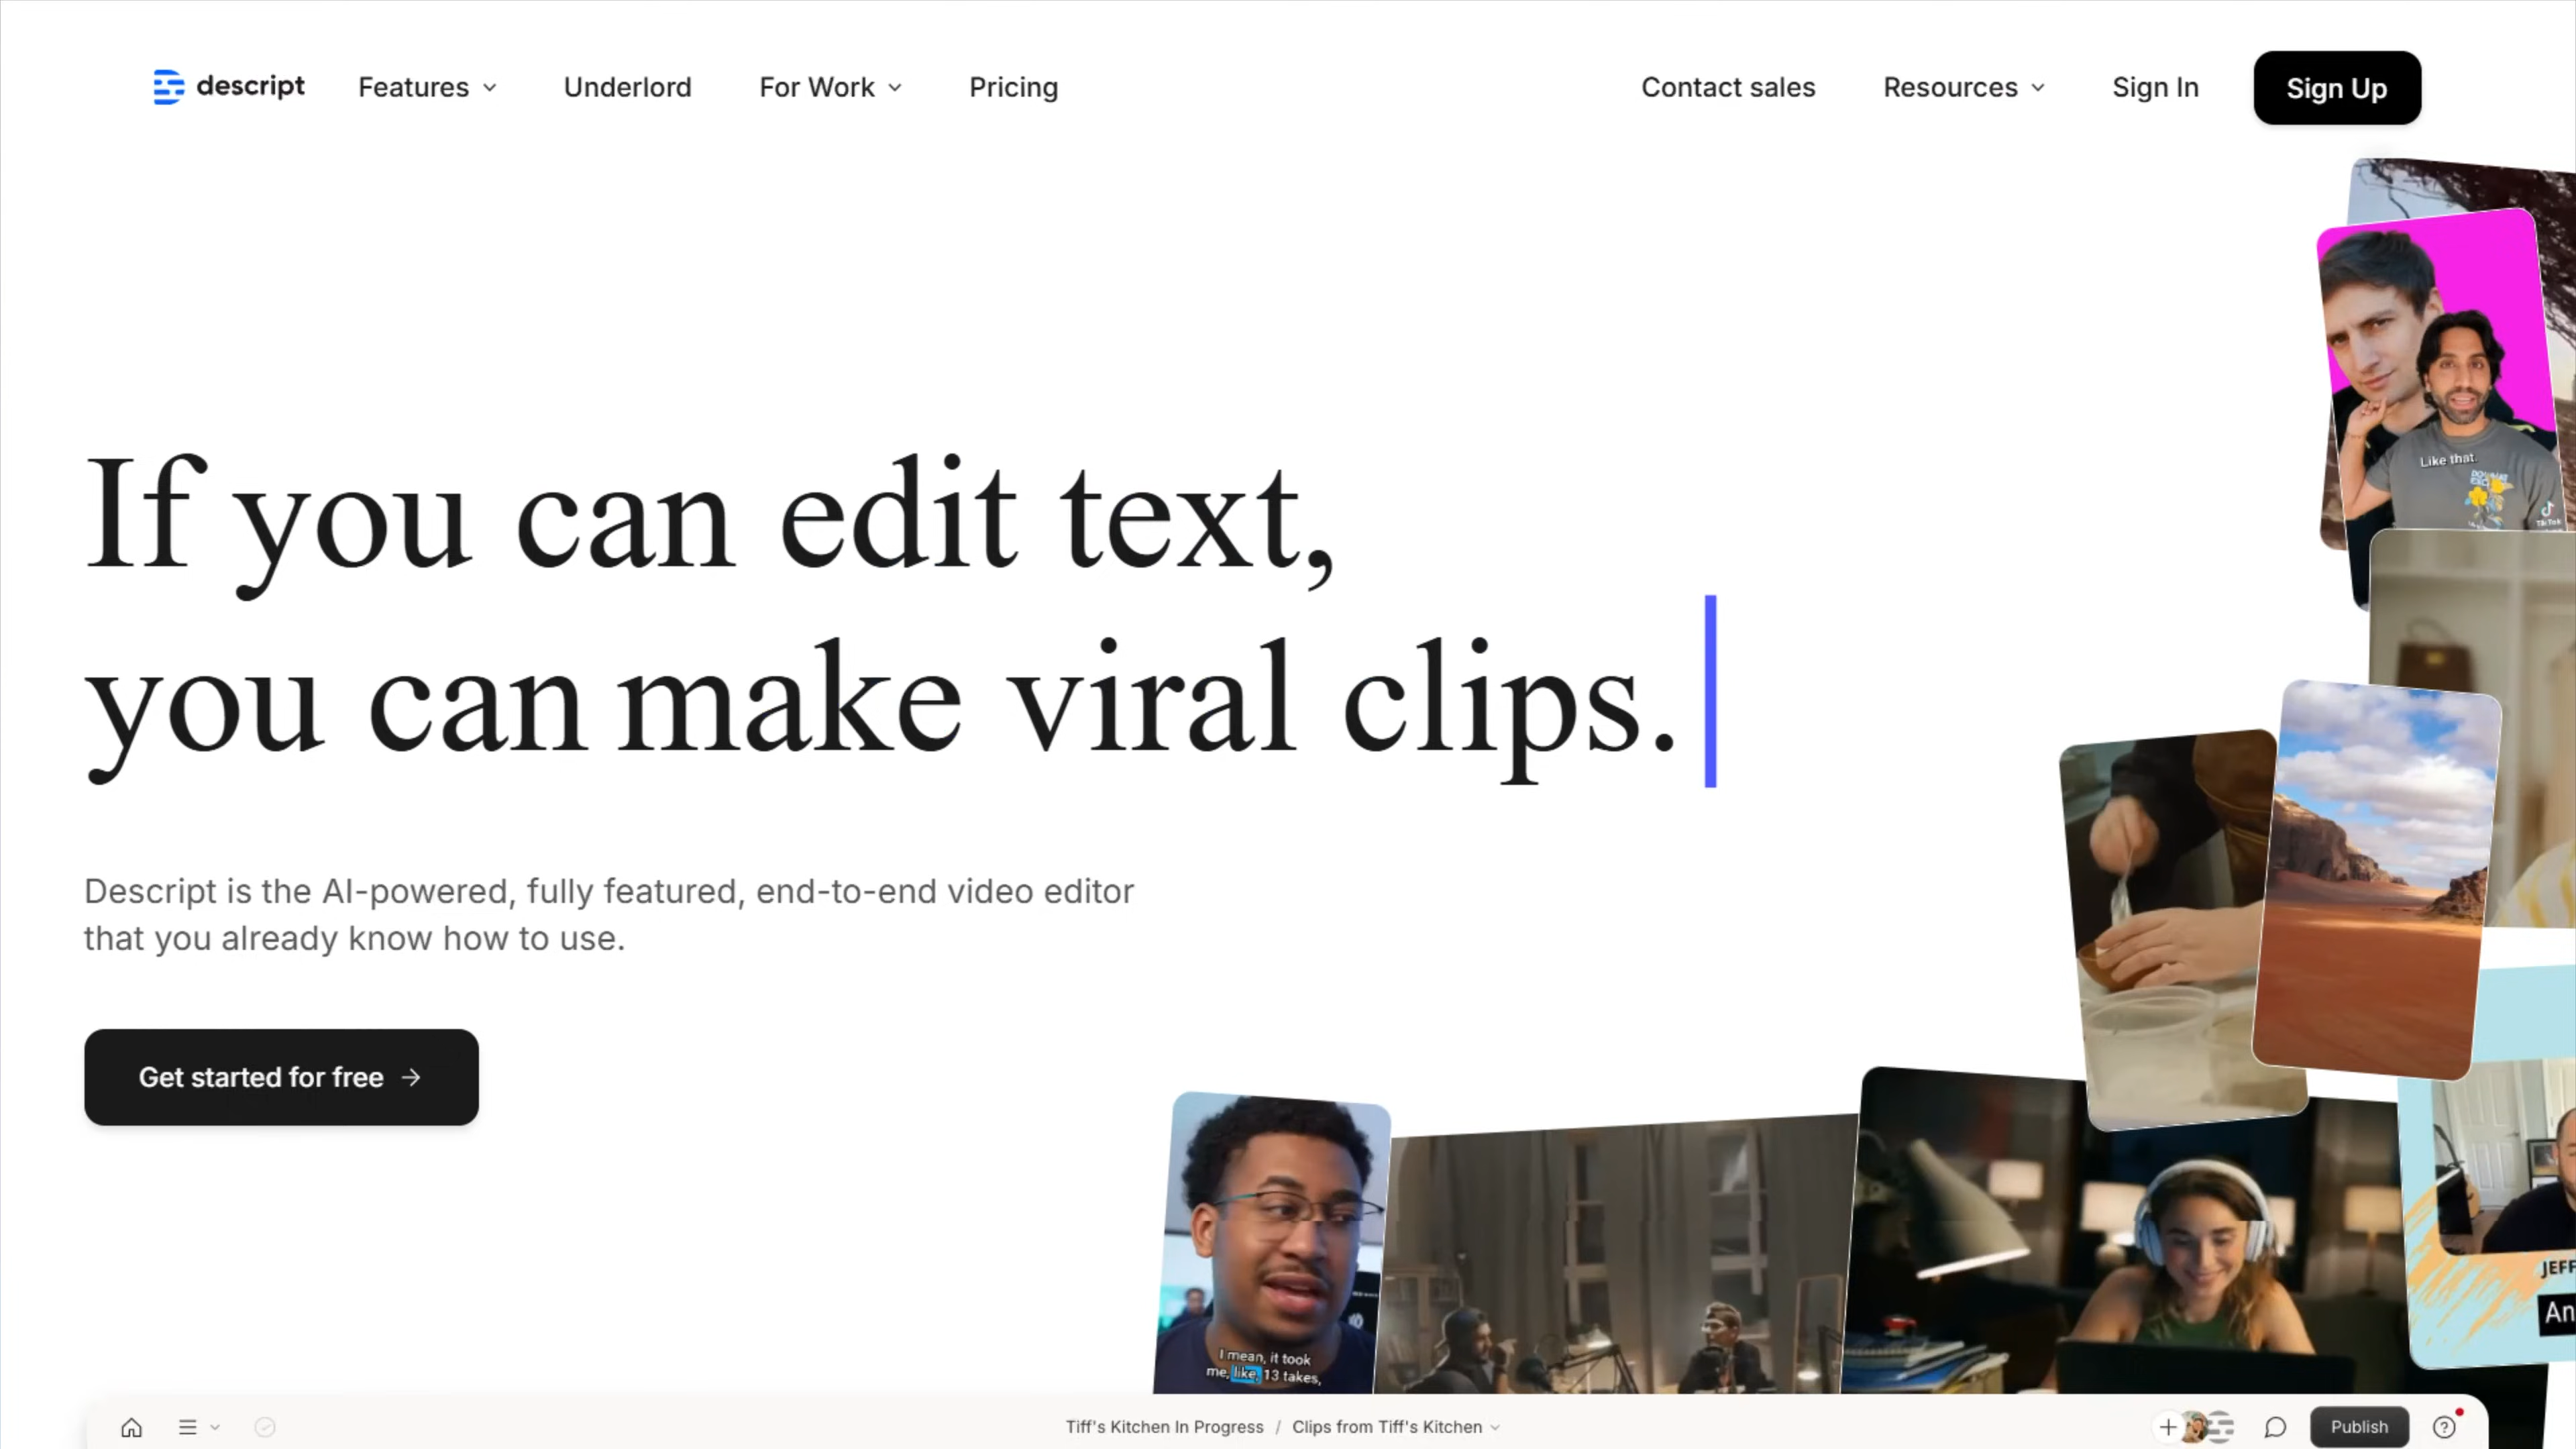 descript
Features
Underlord
For Work
Pricing
Contact sales
Resources
Sign In
Sign Up
If you can edit text,
you can make viral clips.
Descript is the AI-powered, fully featured, end-to-end video editor
that you already know how to use.
Get started for free →
Like that.
TikTok
I mean, it took
me, like, 13 takes,
JEFF
An
Tiff's Kitchen In Progress / Clips from Tiff's Kitchen
Publish